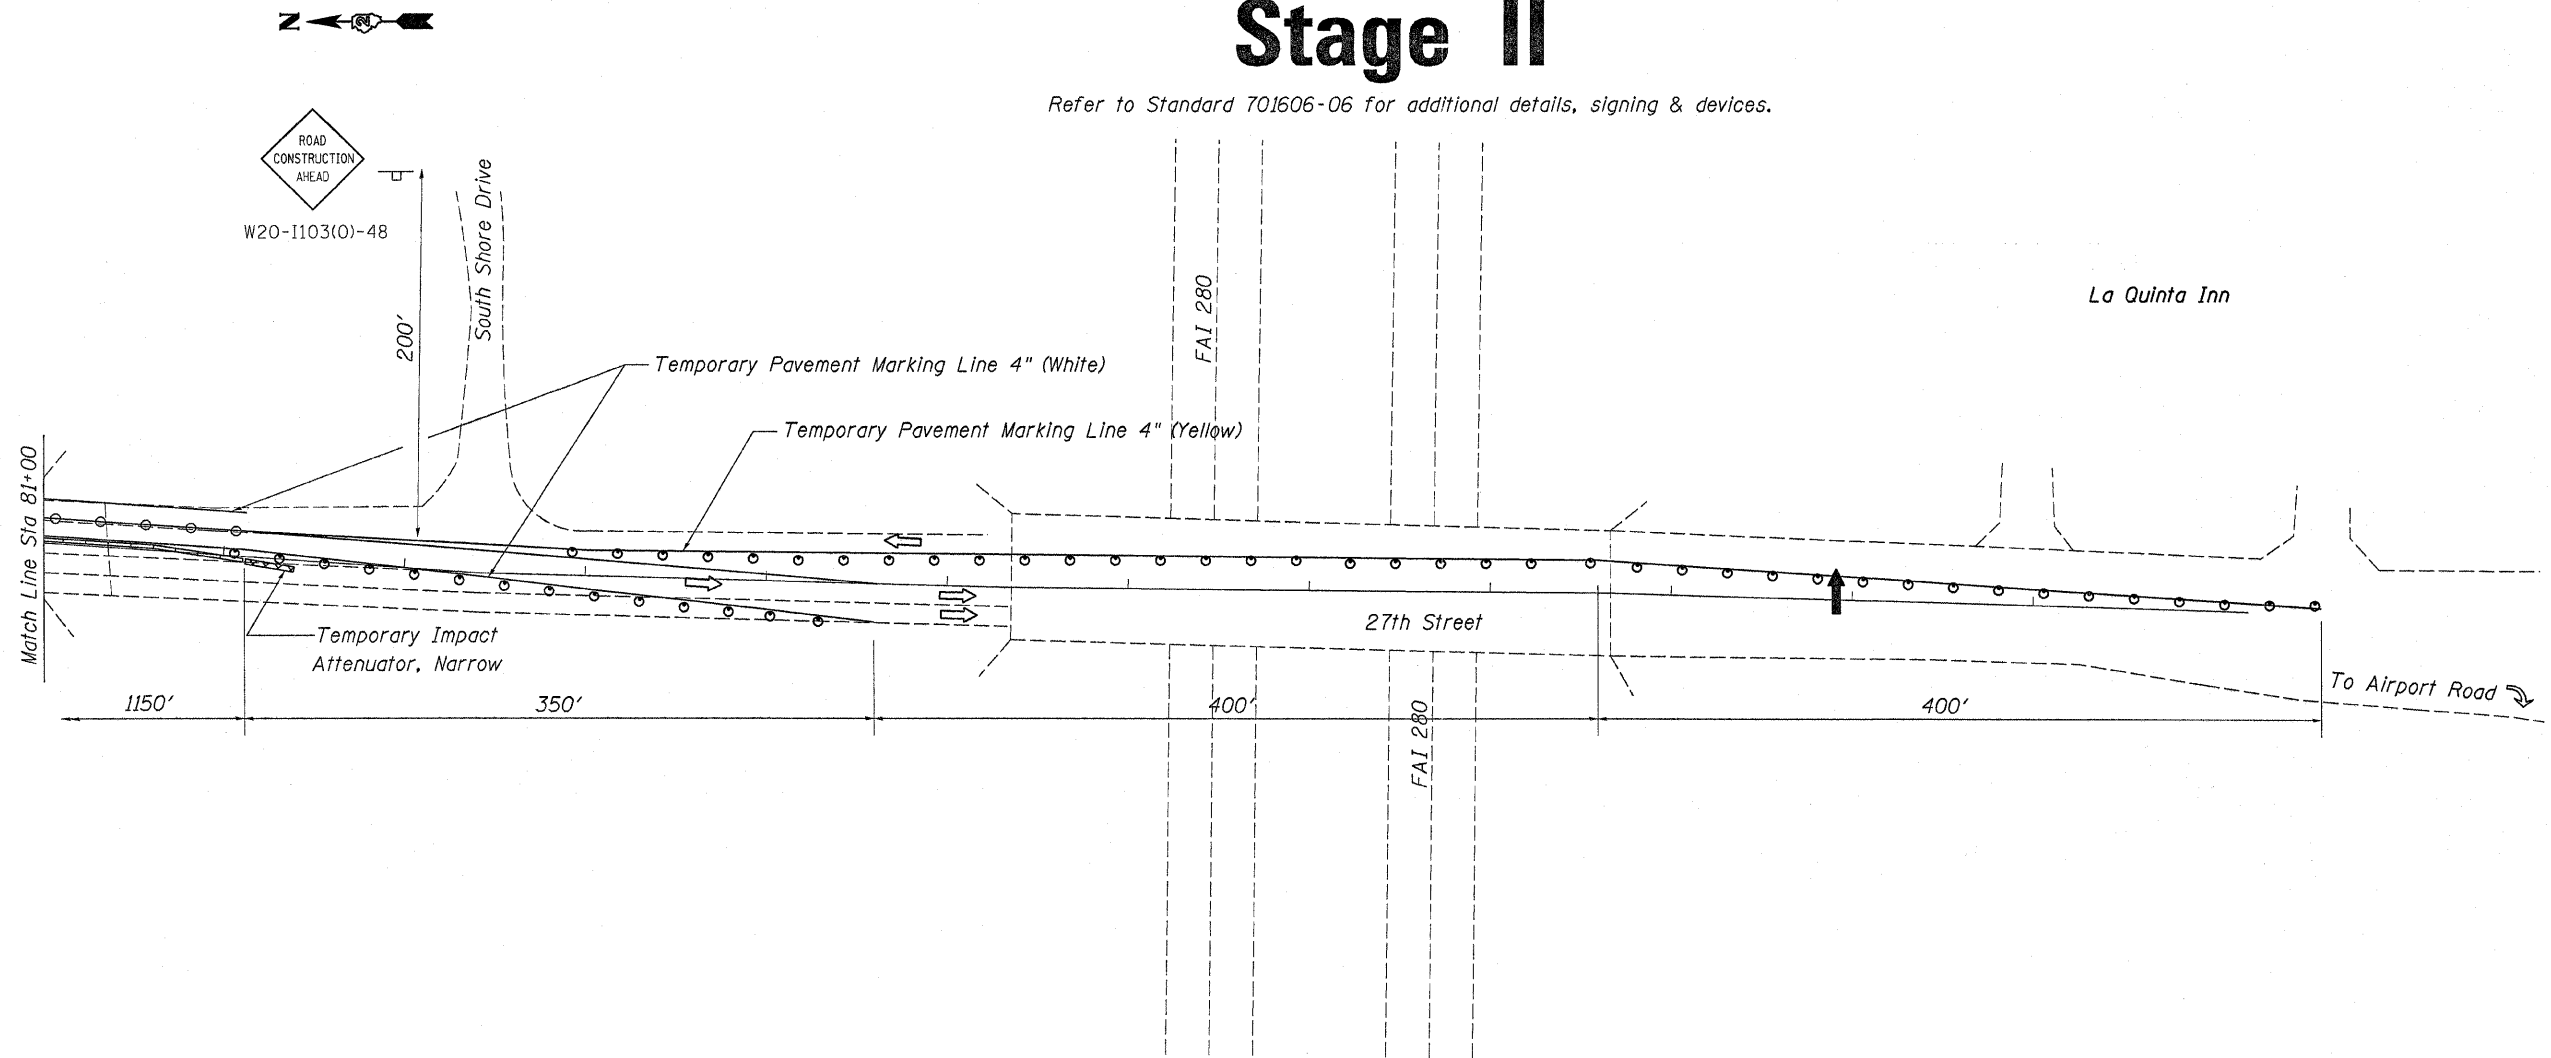 N
2
Stage II
Refer to Standard 701606-06 for additional details, signing & devices.
ROAD
CONSTRUCTION
AHEAD
W20-I103(O)-48
200'
South Shore Drive
FAI 280
La Quinta Inn
Temporary Pavement Marking Line 4" (White)
Temporary Pavement Marking Line 4" (Yellow)
Match Line Sta 81+00
27th Street
Temporary Impact
Attenuator, Narrow
1150'
350'
400'
FAI 280
400'
To Airport Road